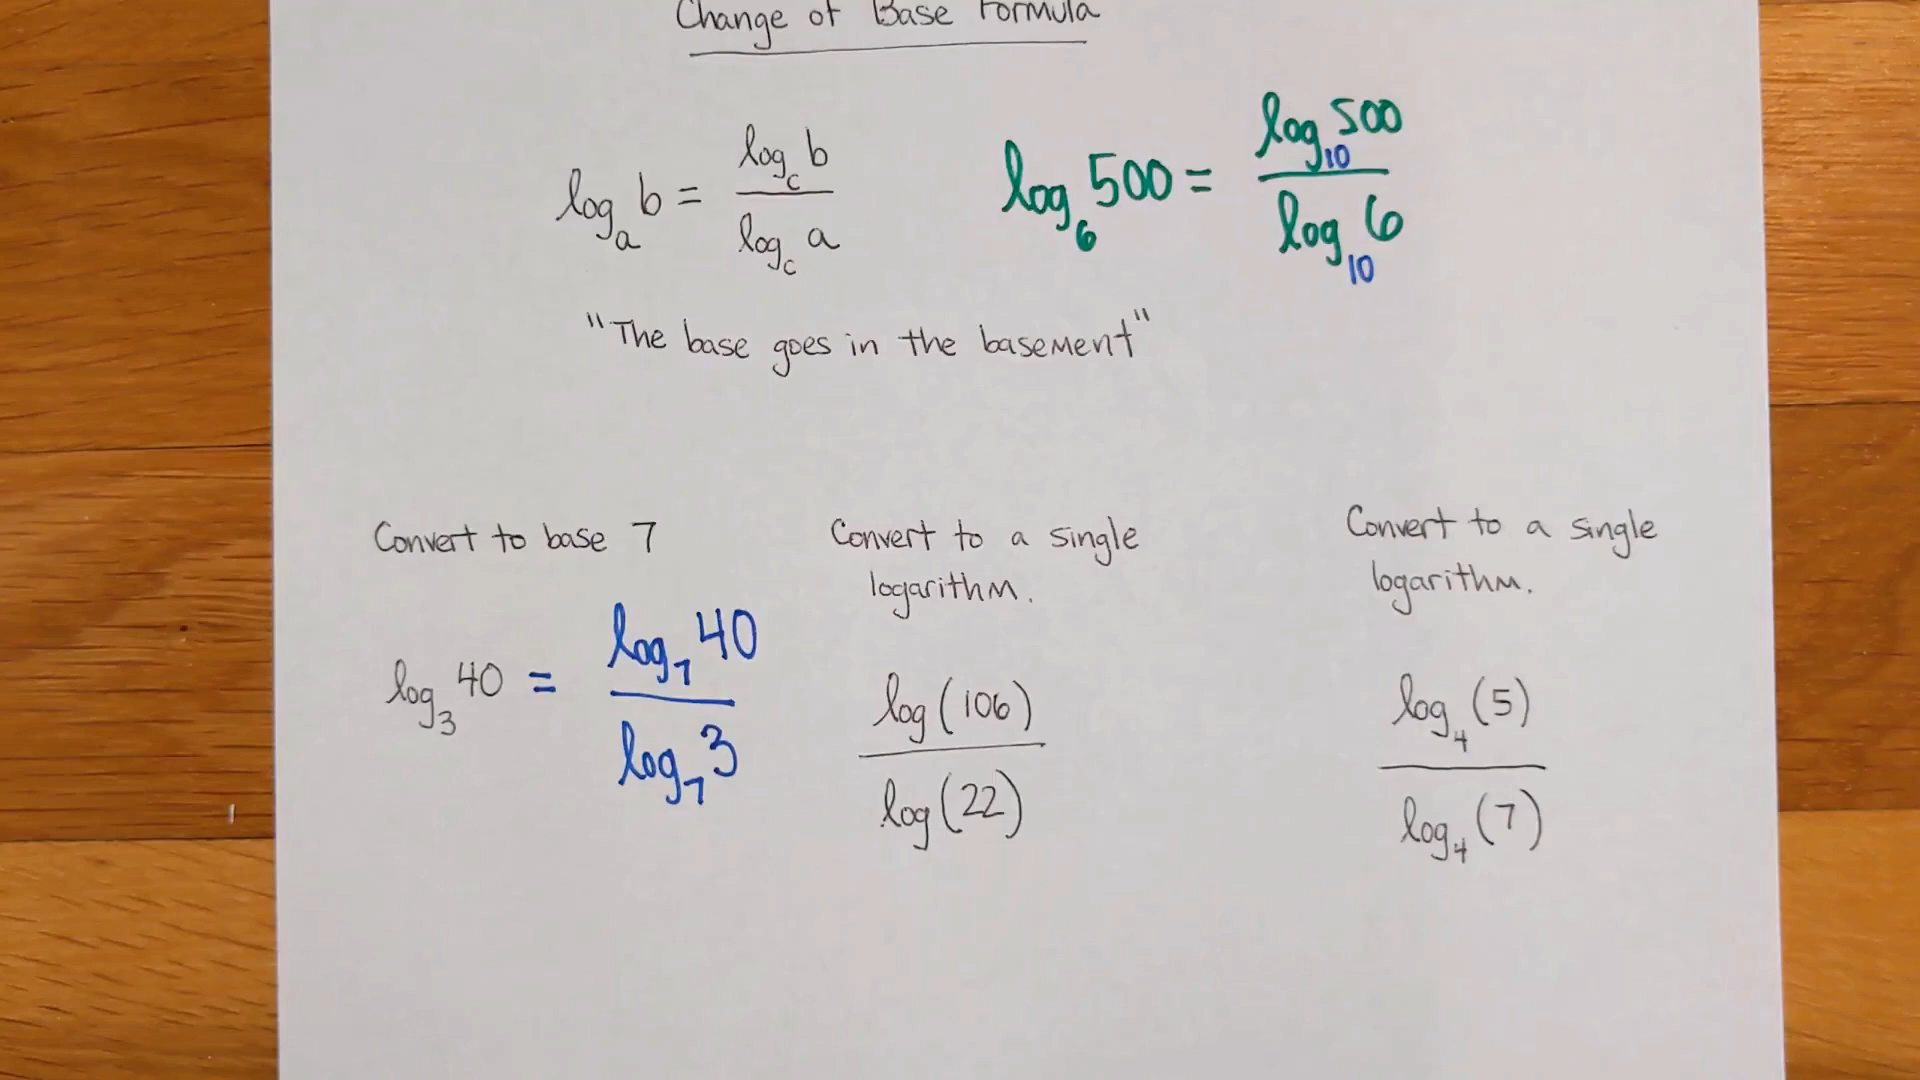 Change of Base Formula
log_a b = log_c b / log_c a
log_6 500 = log_10 500 / log_10 6
"The base goes in the basement"
Convert to base 7
log_3 40 = log_7 40 / log_7 3
Convert to a single
logarithm.
log(106) / log(22)
Convert to a single
logarithm.
log_4(5) / log_4(7)